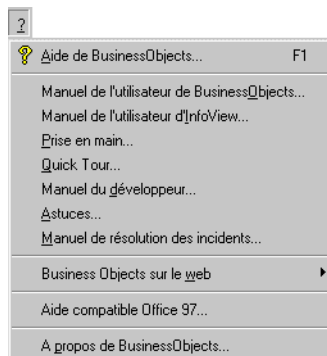 ?
Aide de BusinessObjects... F1
Manuel de l'utilisateur de BusinessObjects...
Manuel de l'utilisateur d'InfoView...
Prise en main...
Quick Tour...
Manuel du développeur...
Astuces...
Manuel de résolution des incidents...
Business Objects sur le web
Aide compatible Office 97...
A propos de BusinessObjects...